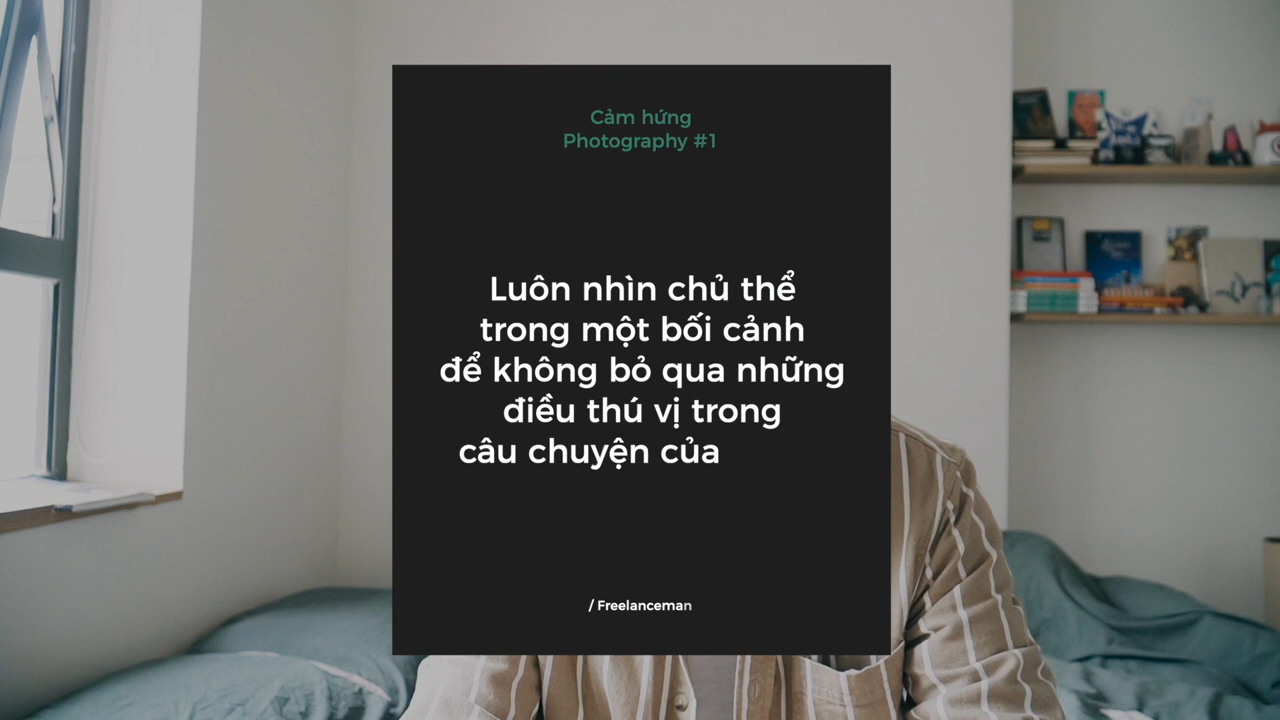 Cảm hứng
Photography #1
Luôn nhìn chủ thể
trong một bối cảnh
để không bỏ qua những
điều thú vị trong
câu chuyện của
/ Freelanceman